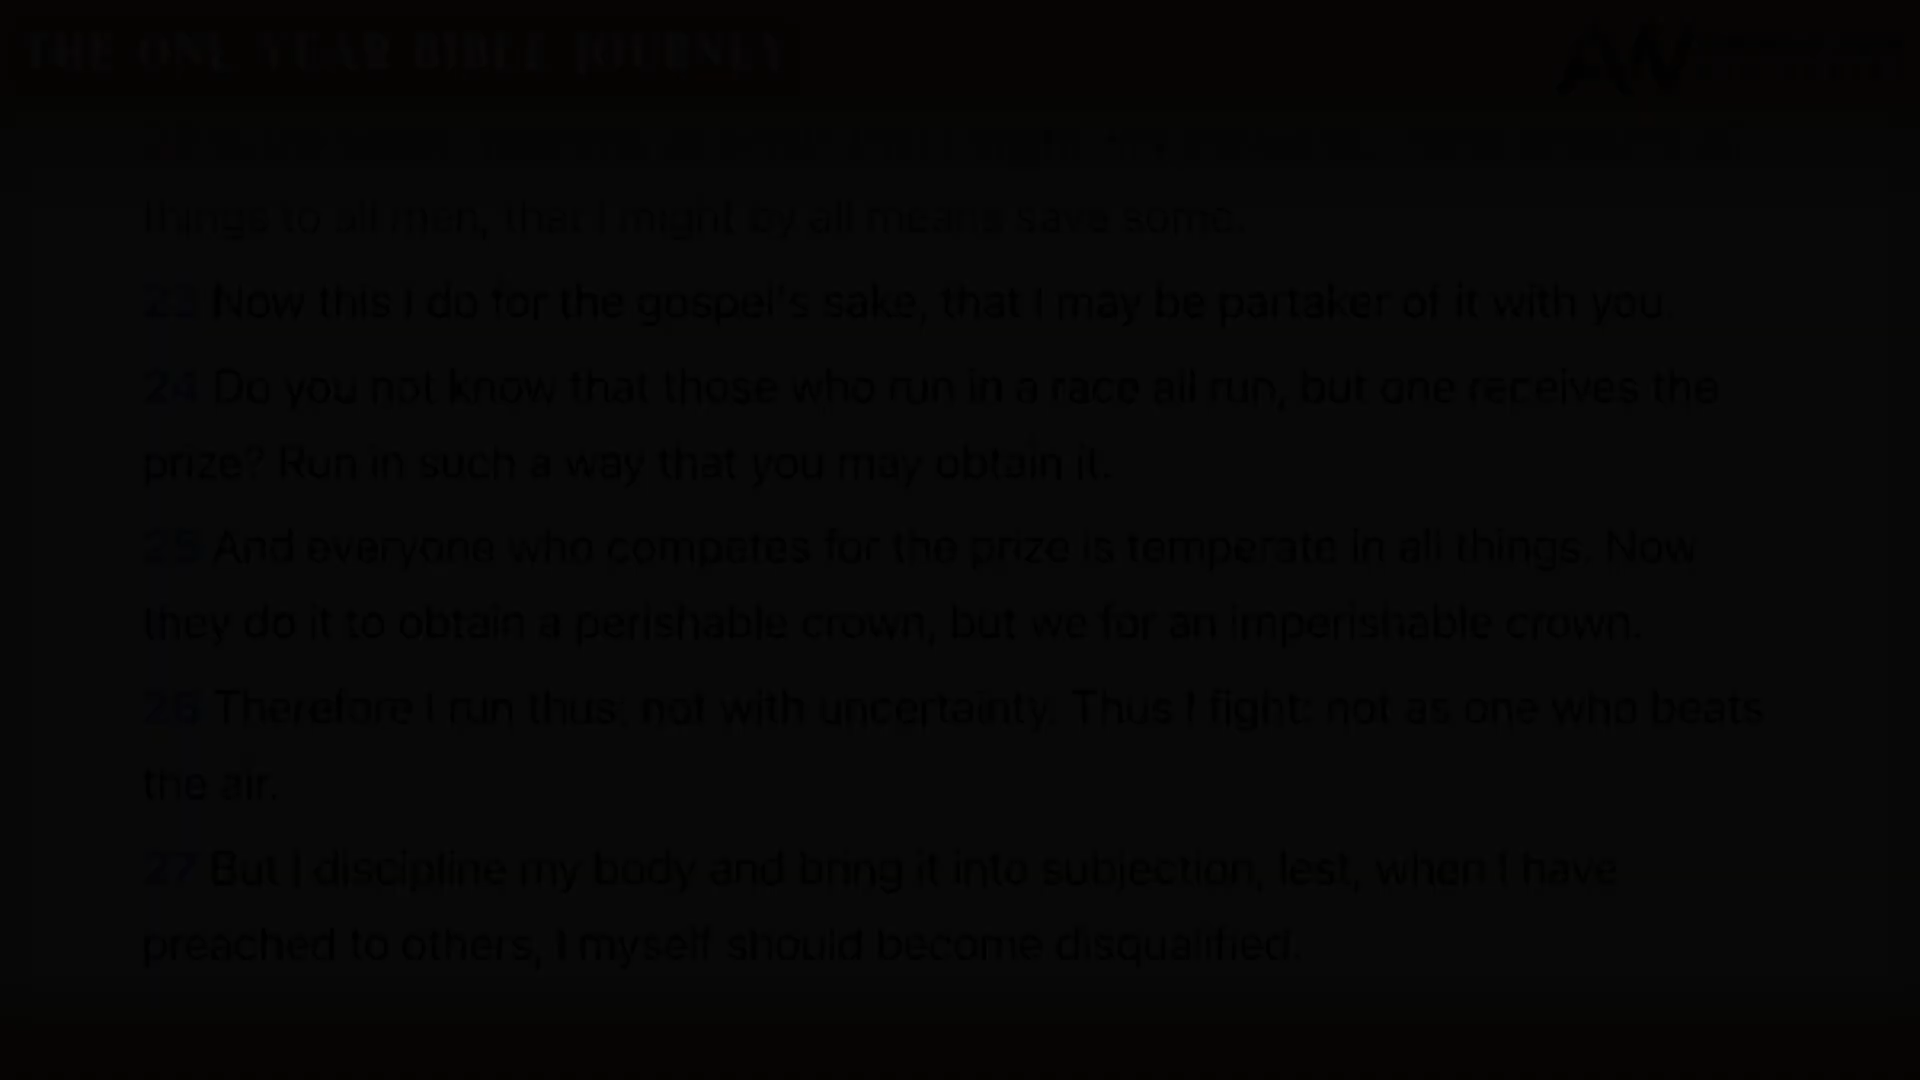 THE ONE YEAR BIBLE JOURNEY
things to all men, that I might by all means save some.
23 Now this I do for the gospel's sake, that I may be partaker of it with you.
24 Do you not know that those who run in a race all run, but one receives the
prize? Run in such a way that you may obtain it.
25 And everyone who competes for the prize is temperate in all things. Now
they do it to obtain a perishable crown, but we for an imperishable crown.
26 Therefore I run thus: not with uncertainty. Thus I fight: not as one who beats
the air.
27 But I discipline my body and bring it into subjection, lest, when I have
preached to others, I myself should become disqualified.